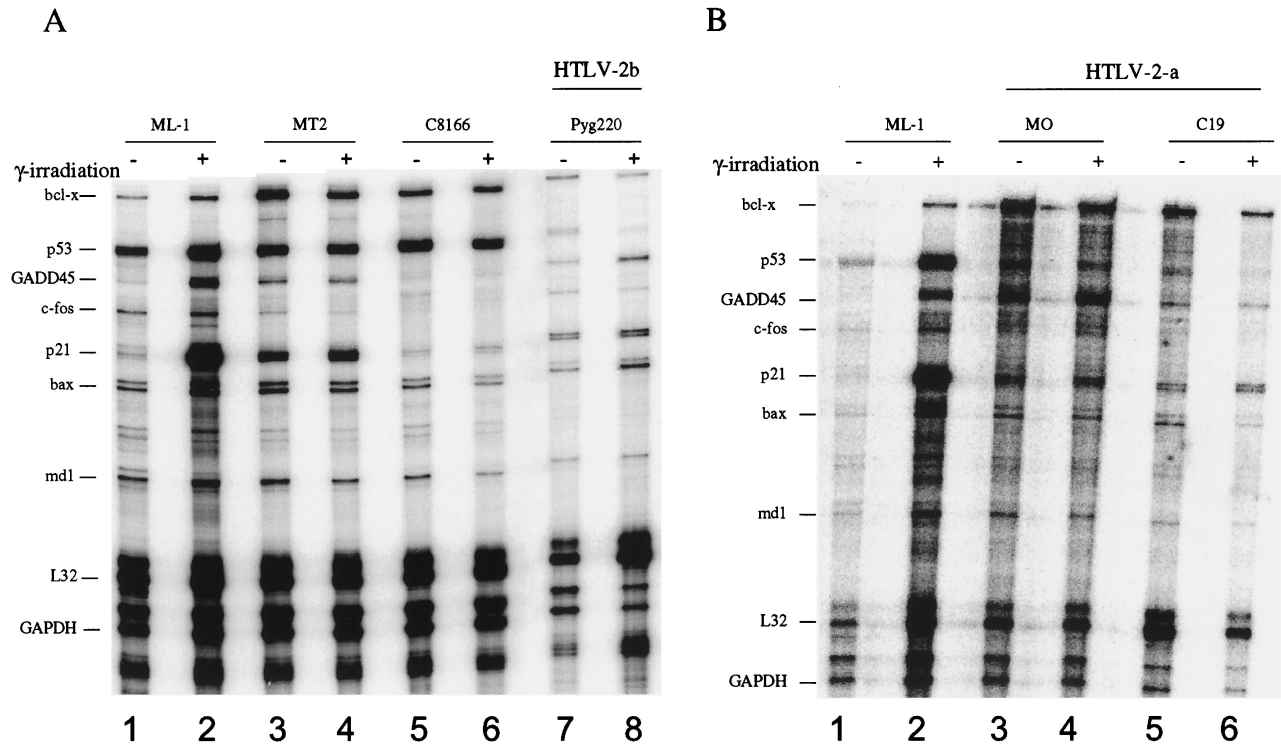 A
HTLV-2b
ML-1 MT2 C8166 Pyg220
γ-irradiation - + - + - + - +
bcl-x
p53
GADD45
c-fos
p21
bax
md1
L32
GAPDH
1 2 3 4 5 6 7 8
B
HTLV-2-a
ML-1 MO C19
γ-irradiation - + - + - +
bcl-x
p53
GADD45
c-fos
p21
bax
md1
L32
GAPDH
1 2 3 4 5 6